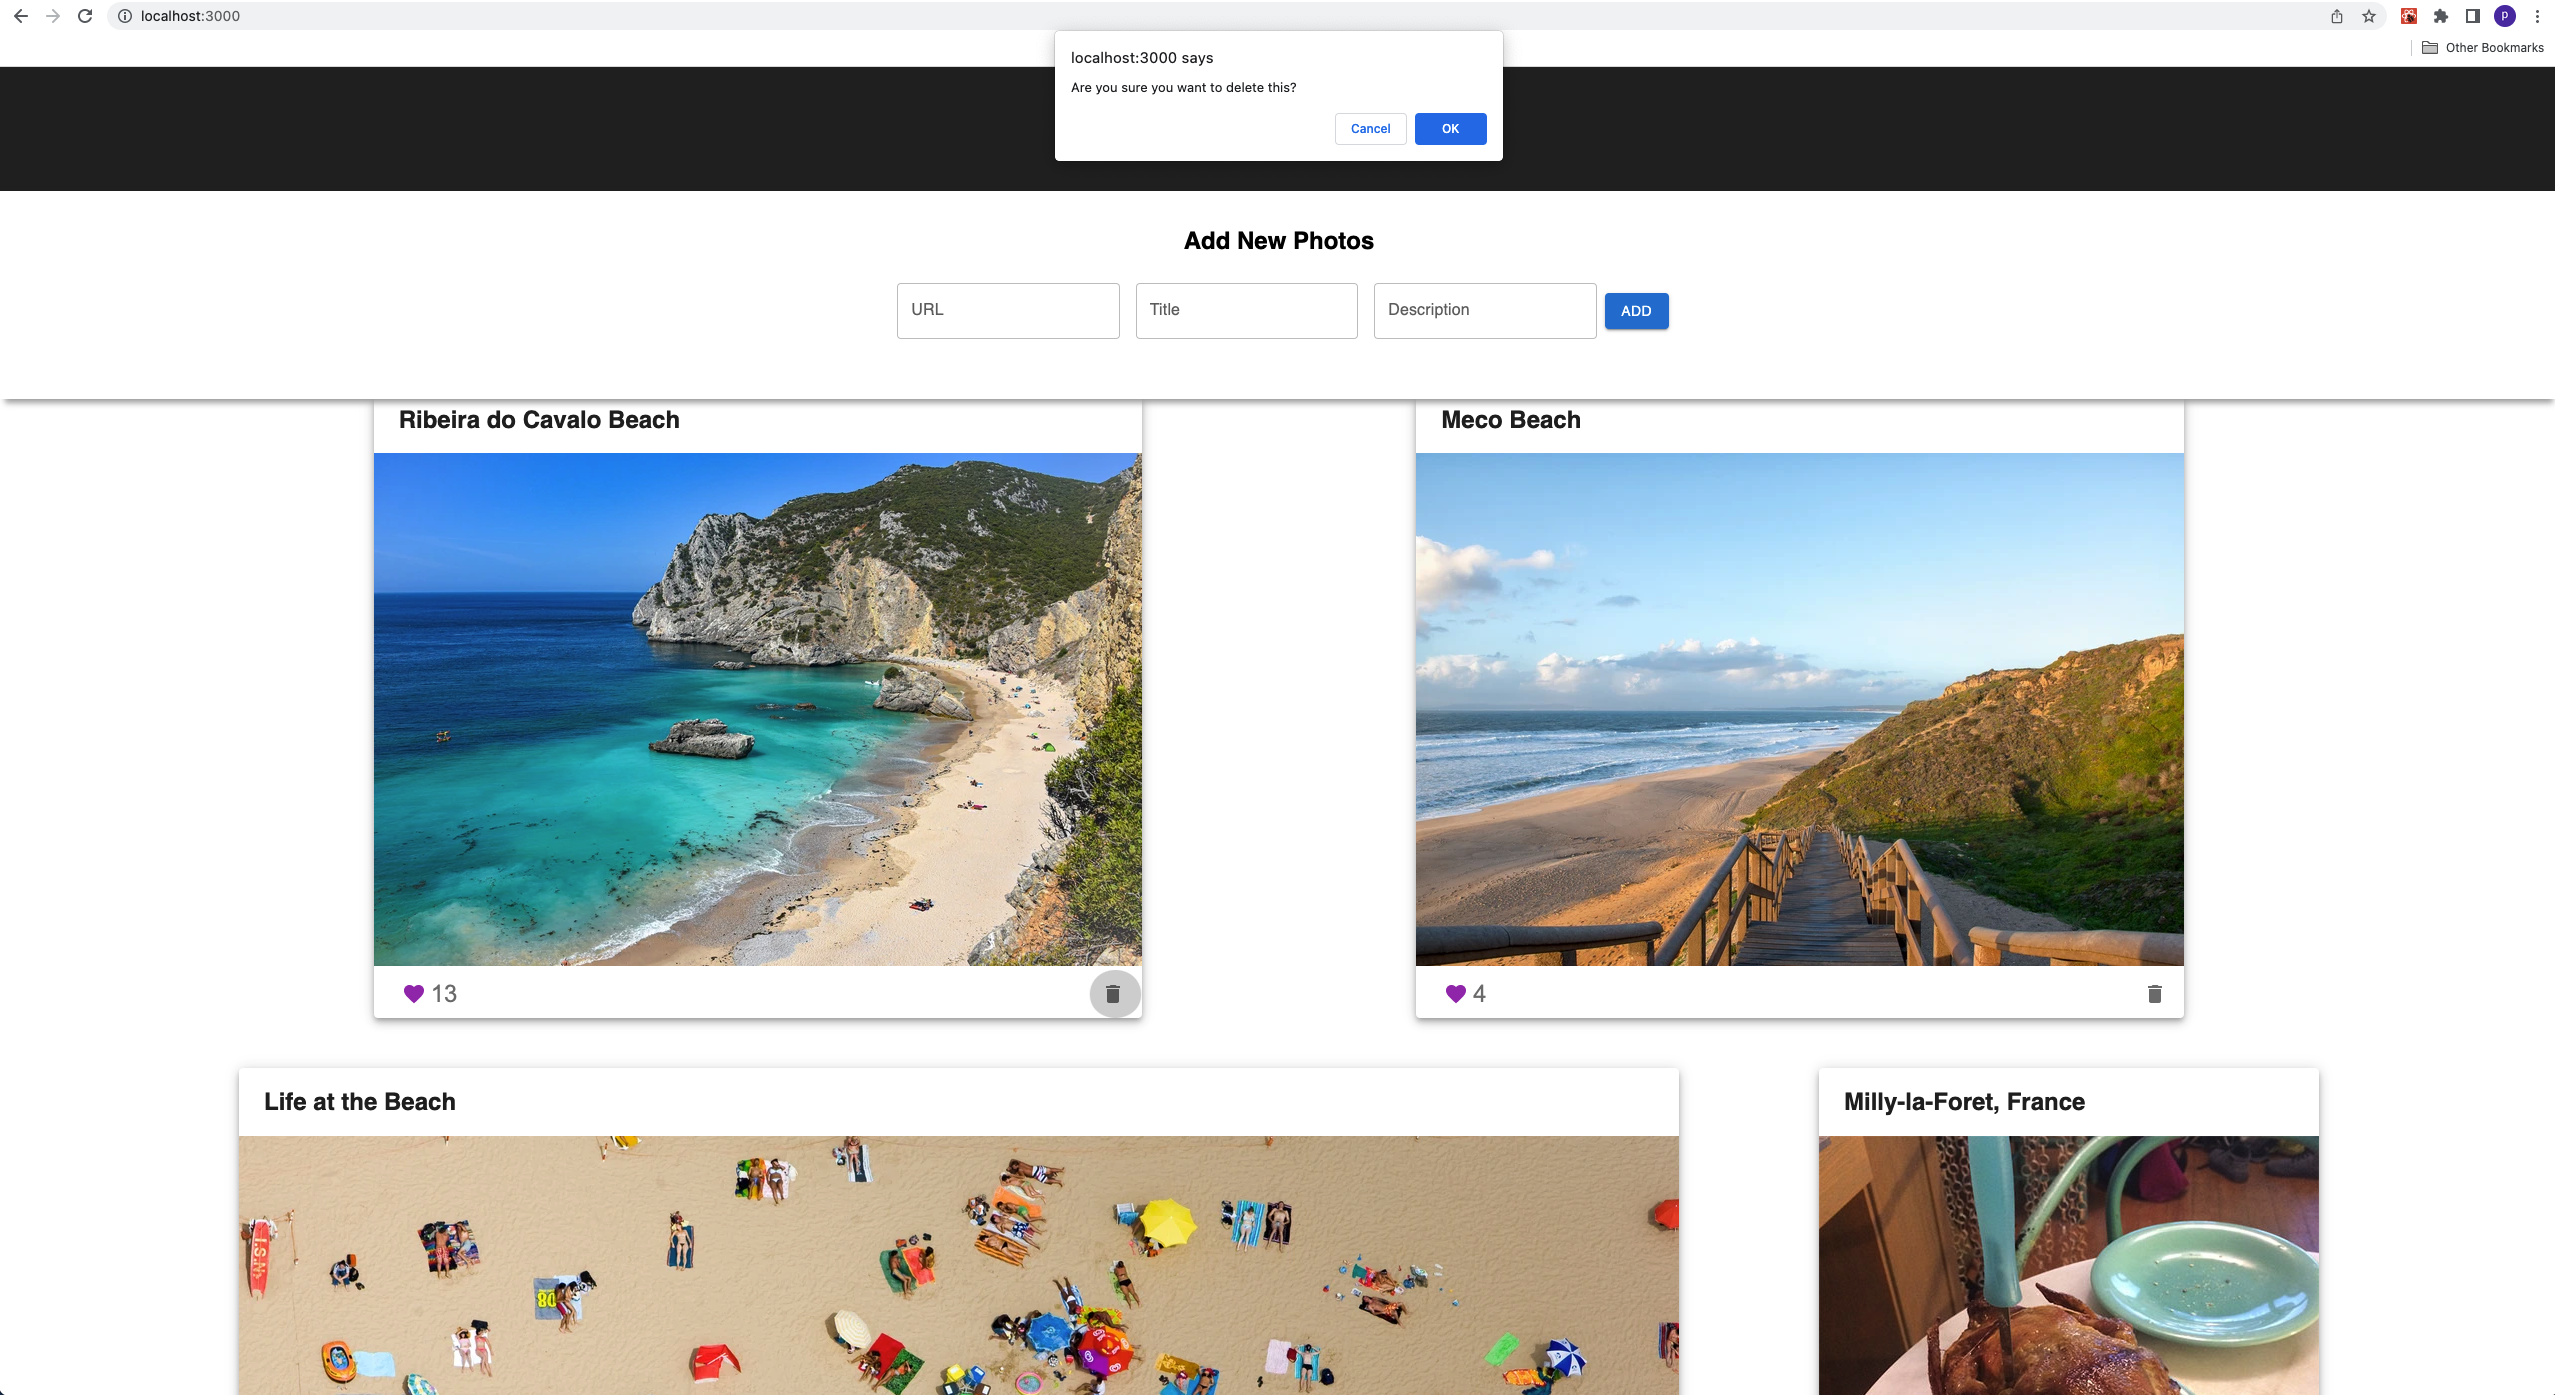 localhost:3000
P
Other Bookmarks
localhost:3000 says
Are you sure you want to delete this?
Cancel
OK
Add New Photos
URL
Title
Description
ADD
Ribeira do Cavalo Beach
Meco Beach
13
4
Life at the Beach
Milly-la-Foret, France
I.S.N.
80